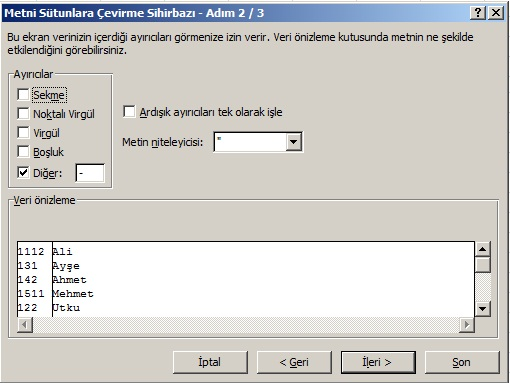 Metni Sütunlara Çevirme Sihirbazı - Adım 2 / 3
Bu ekran verinizin içerdiği ayırıcıları görmenize izin verir. Veri önizleme kutusunda metnin ne şekilde
etkilendiğini görebilirsiniz.
Ayırıcılar
Sekme
Noktalı Virgül
Virgül
Boşluk
Diğer: -
Ardışık ayırıcıları tek olarak işle
Metin niteleyicisi: "
Veri önizleme
1112 Ali
131 Ayşe
142 Ahmet
1511 Mehmet
122 Utku
İptal < Geri İleri > Son